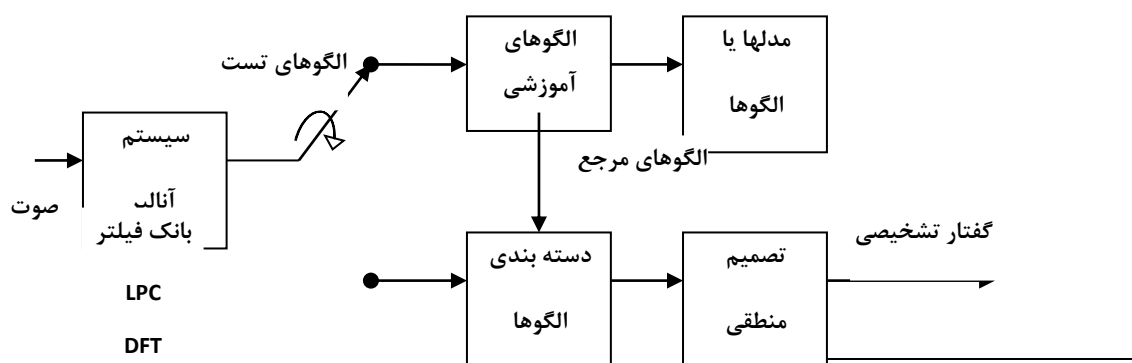 الگوهای
آموزشی
مدلها یا
الگوها
الگوهای تست
سیستم
آنالیز
بانک فیلتر
صوت
الگوهای مرجع
گفتار تشخیصی
دسته بندی
الگوها
تصمیم
منطقی
LPC
DFT